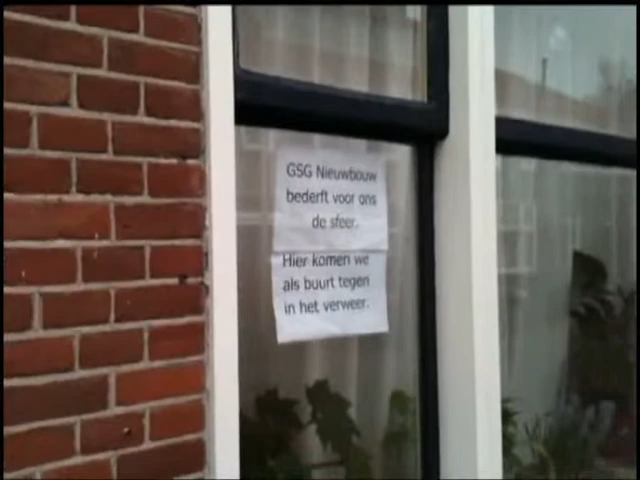 GSG Nieuwbouw
bederft voor ons
de sfeer.
Hier komen we
als buurt tegen
in het verweer.